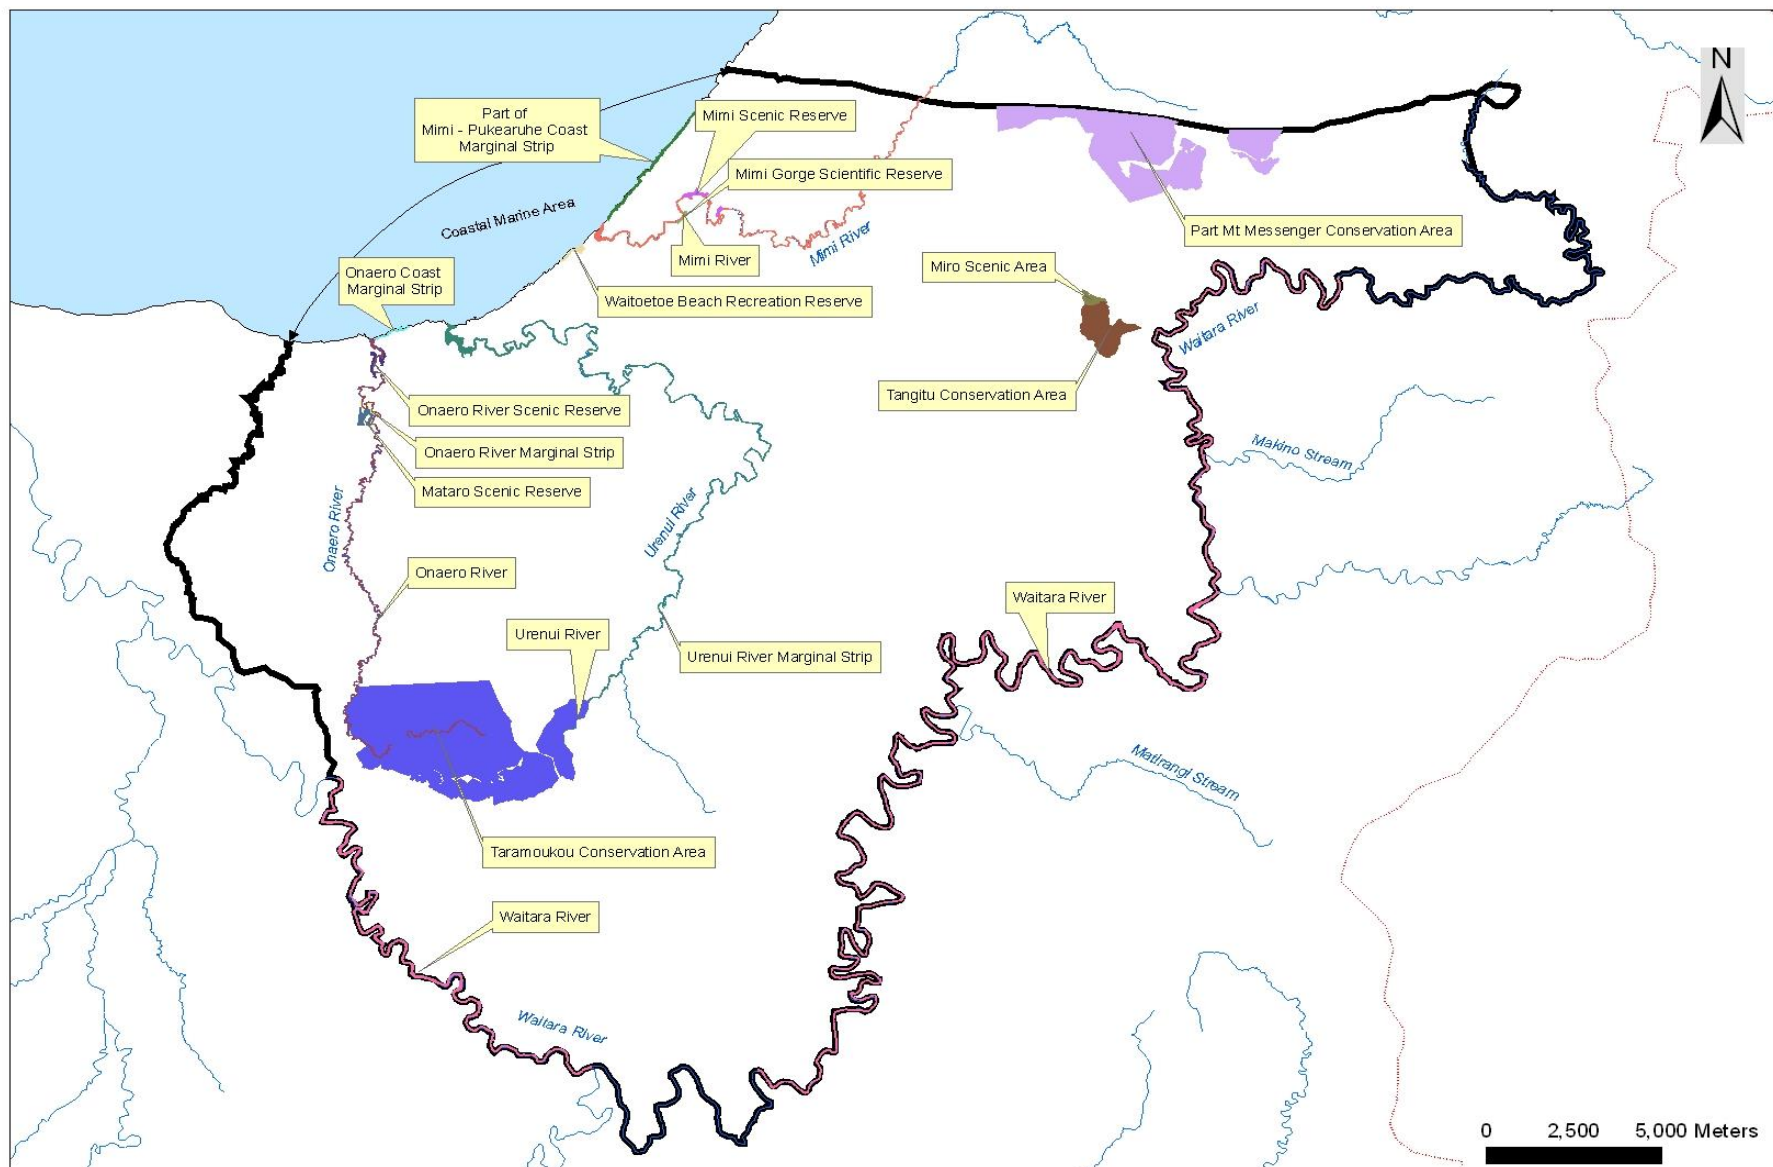 N
Part of
Mimi - Pukearuhe Coast
Marginal Strip
Mimi Scenic Reserve
Mimi Gorge Scientific Reserve
Coastal Marine Area
Mimi River
Mimi River
Part Mt Messenger Conservation Area
Onaero Coast
Marginal Strip
Waitoetoe Beach Recreation Reserve
Miro Scenic Area
Waitara River
Tangitu Conservation Area
Onaero River Scenic Reserve
Onaero River Marginal Strip
Mataro Scenic Reserve
Makino Stream
Onaero River
Urenui River
Onaero River
Waitara River
Urenui River
Urenui River Marginal Strip
Matirangi Stream
Taramoukou Conservation Area
Waitara River
Waitara River
0 2,500 5,000 Meters